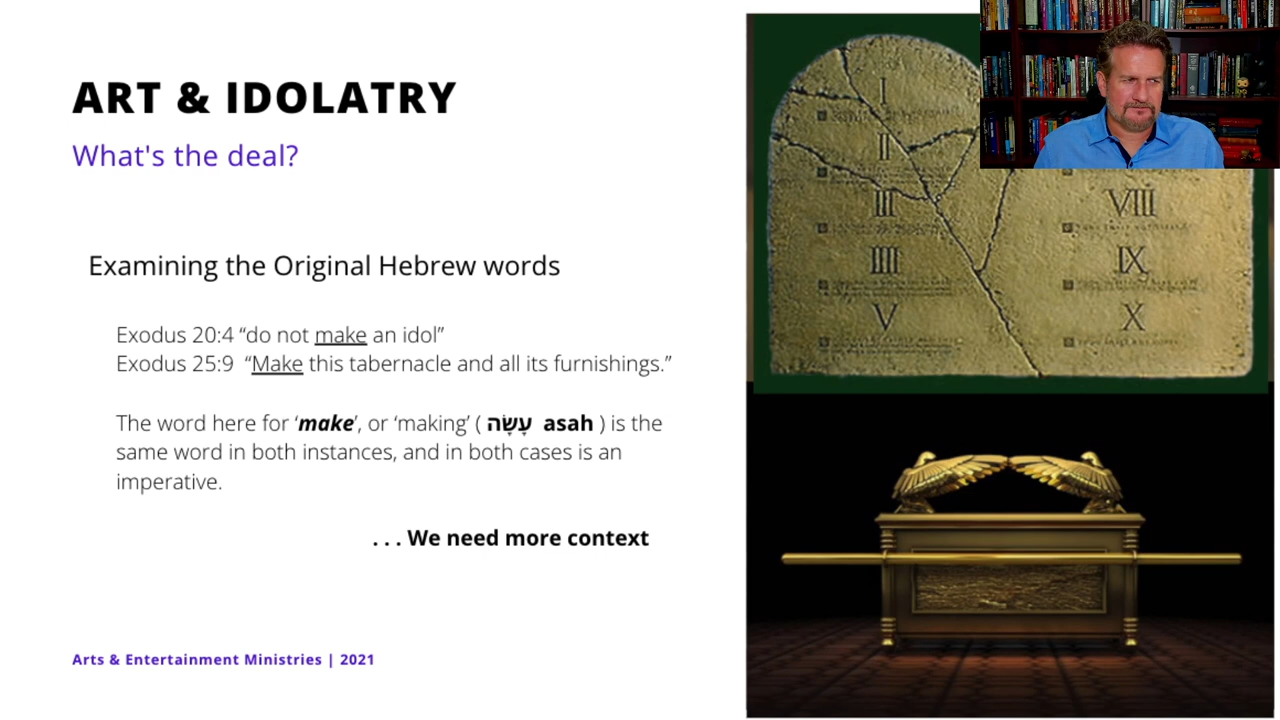 ART & IDOLATRY
What's the deal?
Examining the Original Hebrew words
Exodus 20:4 “do not make an idol”
Exodus 25:9 “Make this tabernacle and all its furnishings.”
The word here for ‘make’, or ‘making’ ( עָשָׂה asah ) is the
same word in both instances, and in both cases is an
imperative.
. . . We need more context
Arts & Entertainment Ministries | 2021
I
II
III
IIII
V
VIII
IX
X